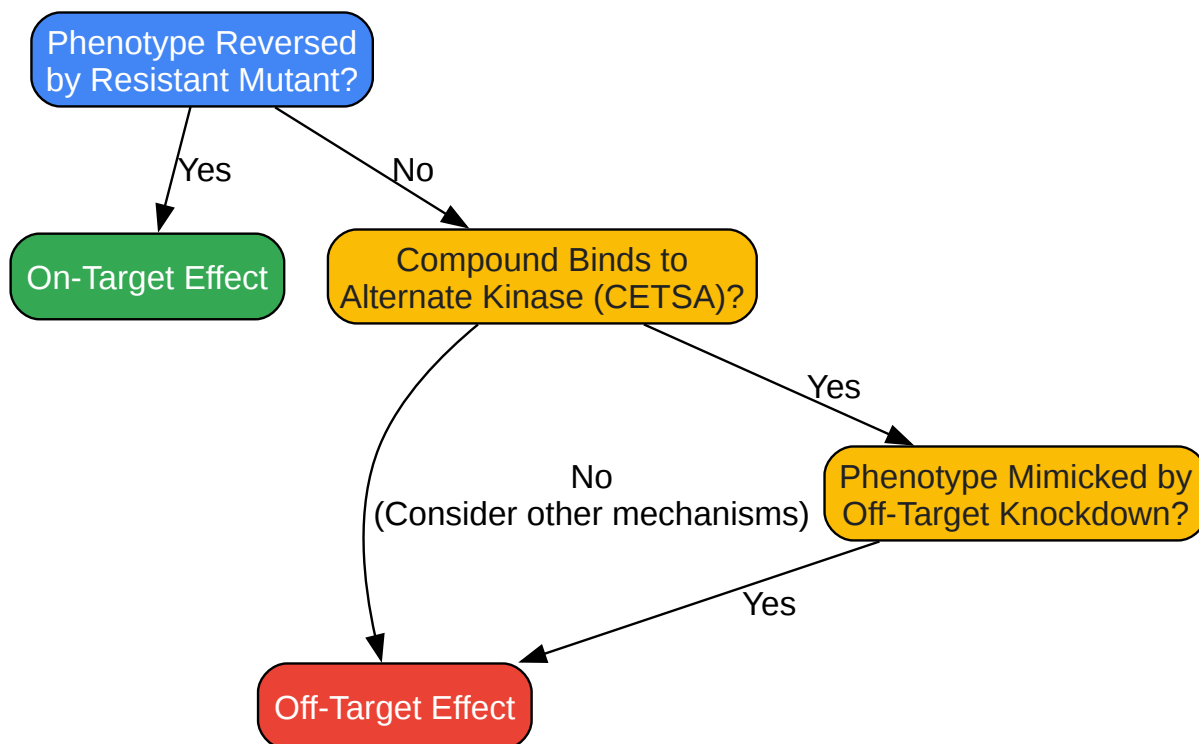 Phenotype Reversed
by Resistant Mutant?
Yes
No
On-Target Effect
Compound Binds to
Alternate Kinase (CETSA)?
Yes
No
(Consider other mechanisms)
Phenotype Mimicked by
Off-Target Knockdown?
Yes
Off-Target Effect